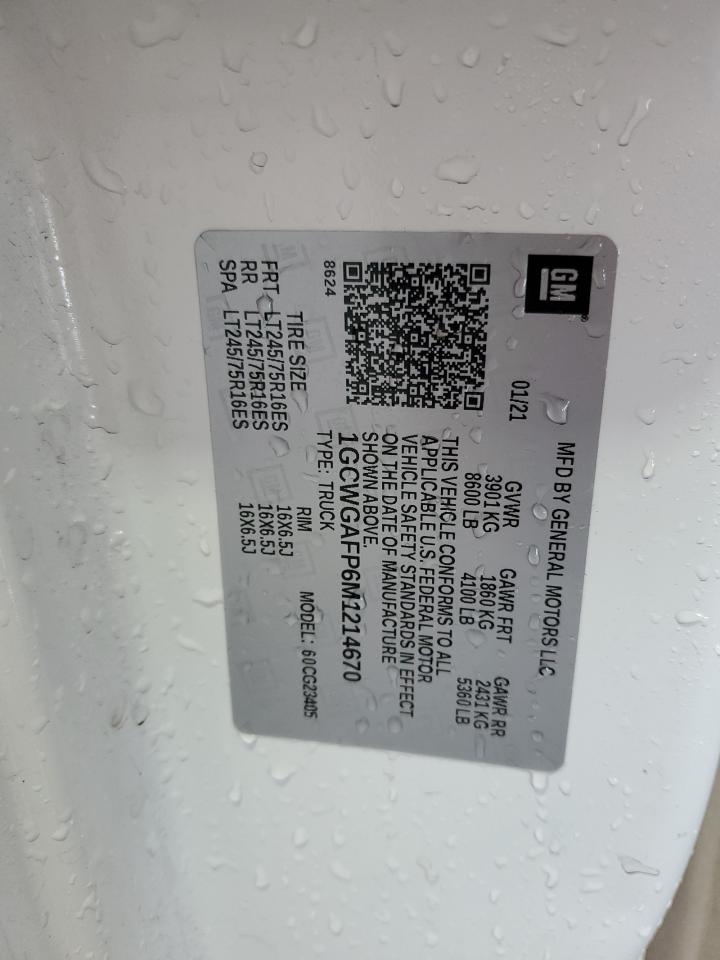 GM
MFD BY GENERAL MOTORS LLC
01/21
GVWR GAWR FRT GAWR RR
3901 KG 1860 KG 2431 KG
8600 LB 4100 LB 5360 LB
THIS VEHICLE CONFORMS TO ALL
APPLICABLE U.S. FEDERAL MOTOR
VEHICLE SAFETY STANDARDS IN EFFECT
ON THE DATE OF MANUFACTURE
SHOWN ABOVE.
1GCWGAFP6M1214670
8624
TYPE: TRUCK
MODEL: 60CG23405
TIRE SIZE RIM
FRT LT245/75R16ES 16X6.5J
RR LT245/75R16ES 16X6.5J
SPA LT245/75R16ES 16X6.5J